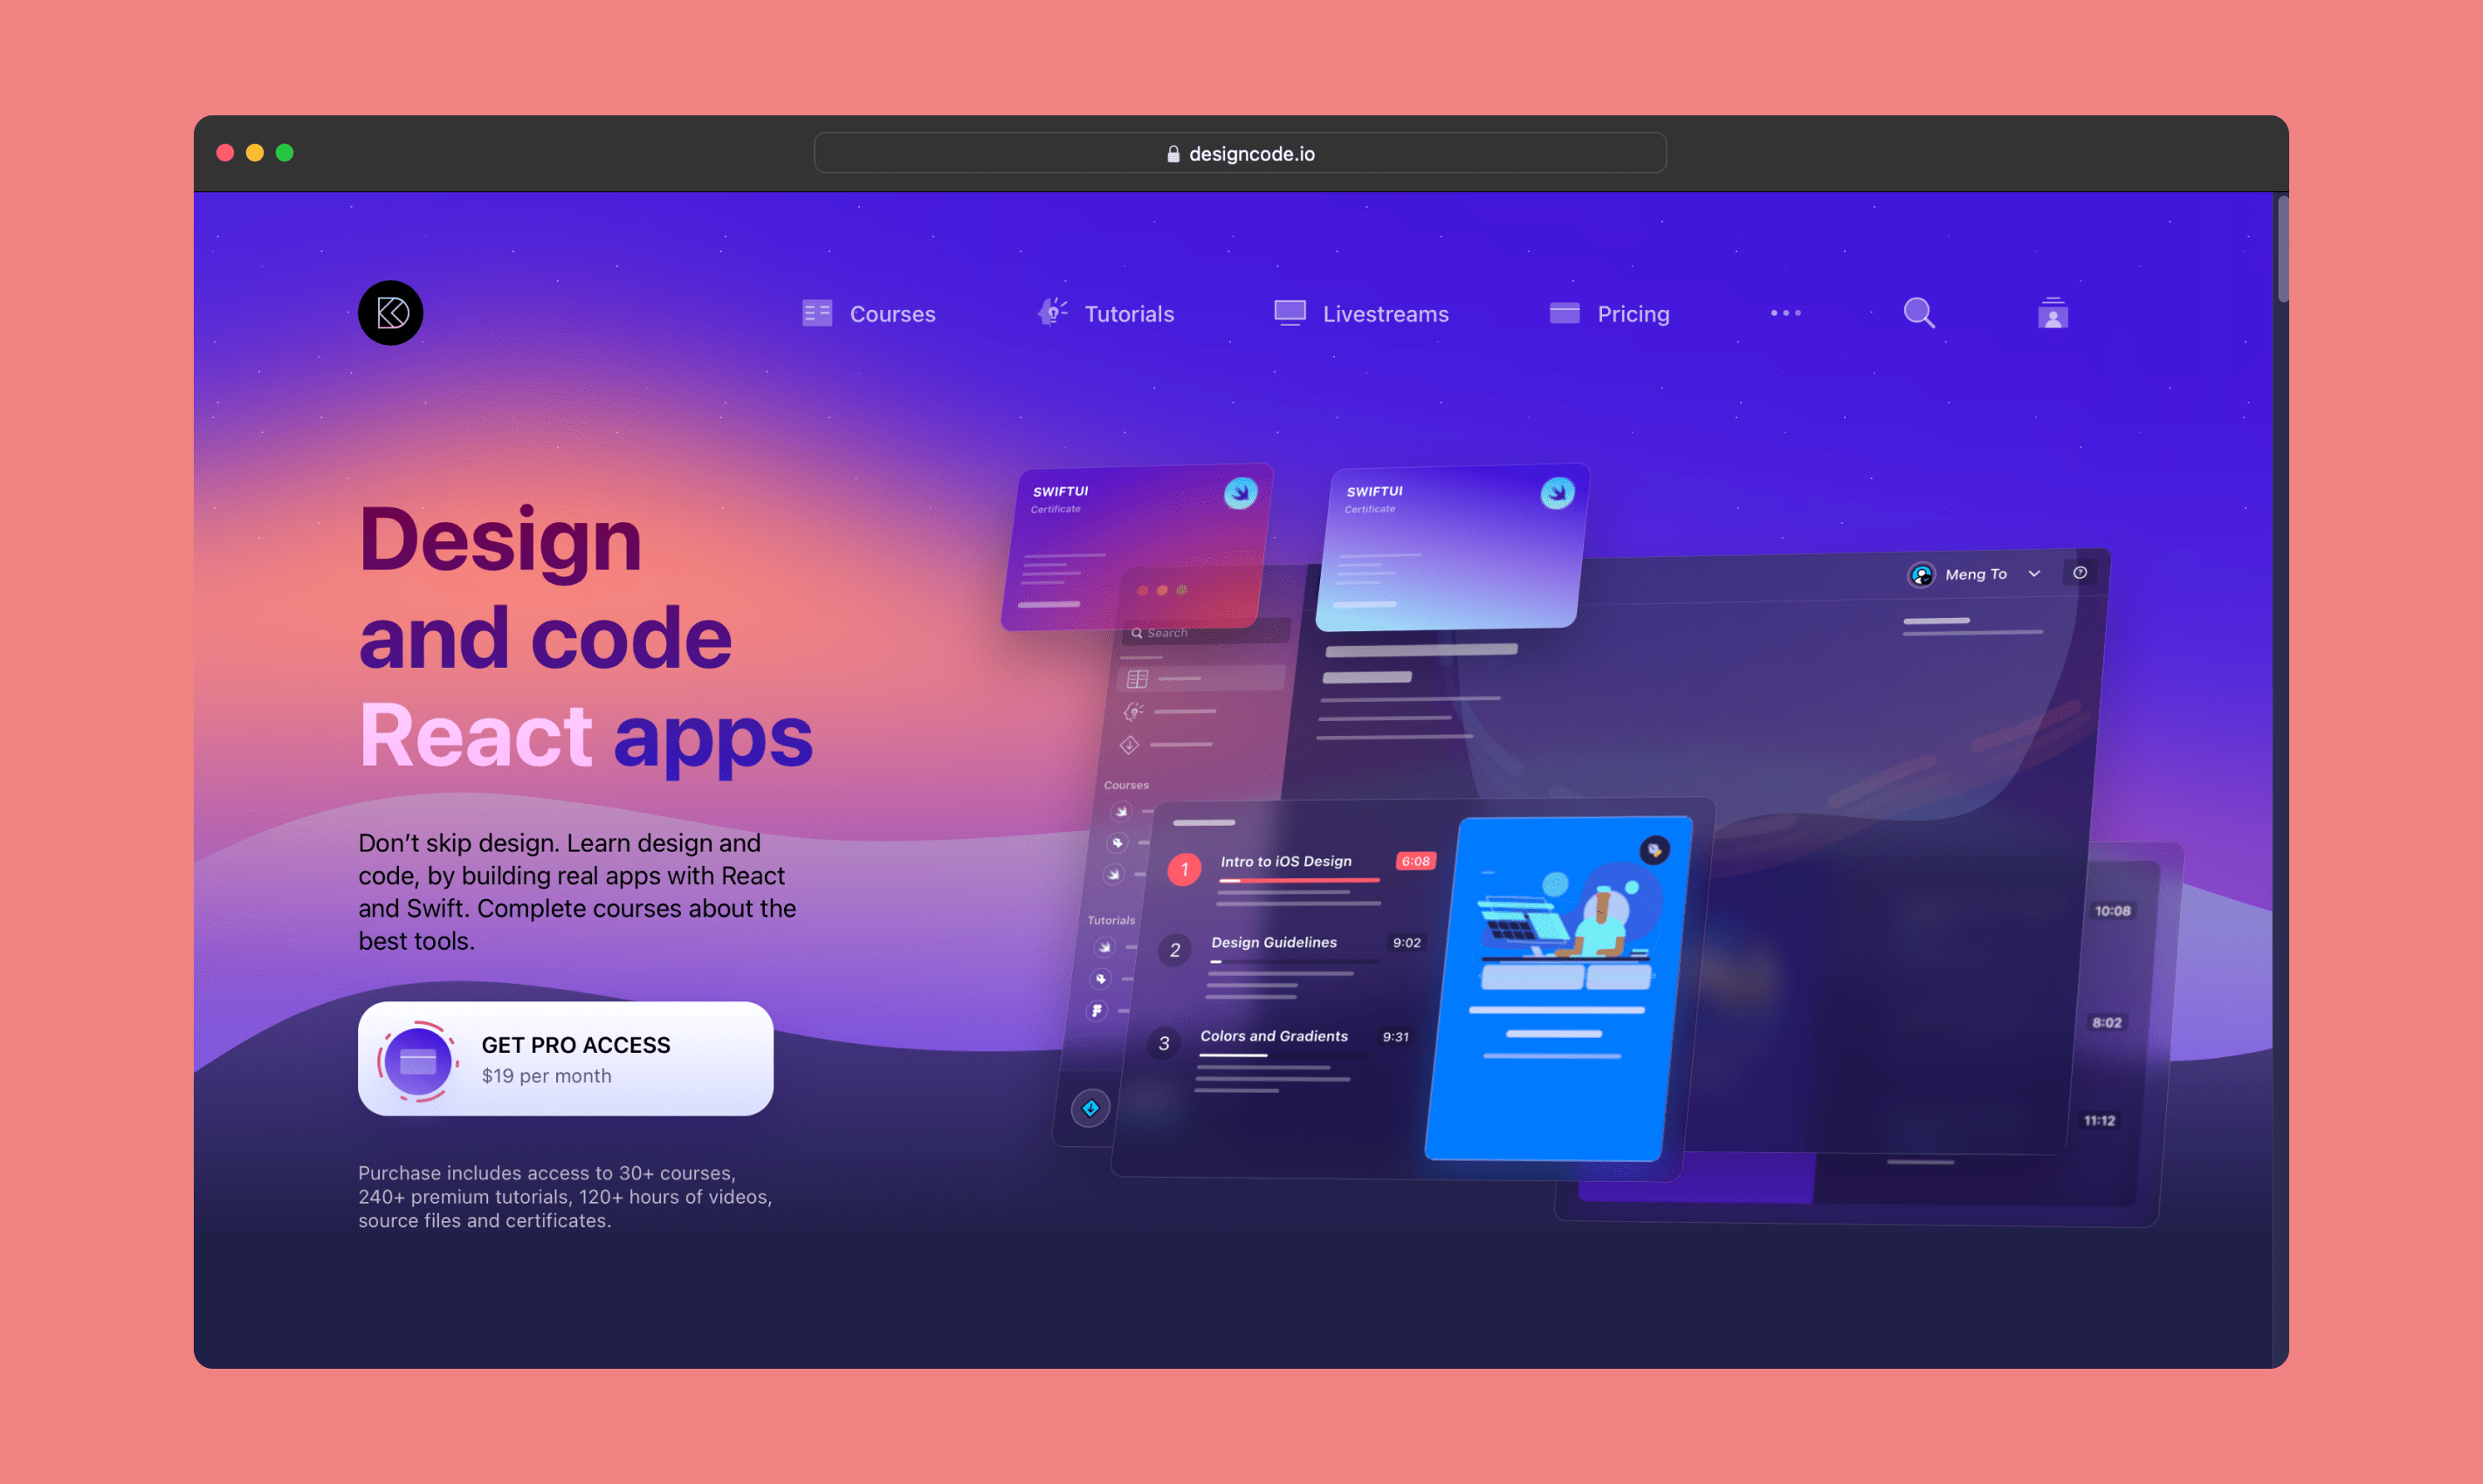 designcode.io
Courses
Tutorials
Livestreams
Pricing
Design
and code
React apps
Don’t skip design. Learn design and
code, by building real apps with React
and Swift. Complete courses about the
best tools.
GET PRO ACCESS
$19 per month
Purchase includes access to 30+ courses,
240+ premium tutorials, 120+ hours of videos,
source files and certificates.
SWIFTUI
Certificate
SWIFTUI
Certificate
Meng To
Search
Courses
Tutorials
1
Intro to iOS Design
6:08
2
Design Guidelines
9:02
3
Colors and Gradients
9:31
10:08
8:02
11:12